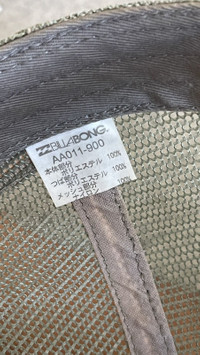 BILLABONG
AA011-900
本体部分
ポリエステル 100%
つば部分
ポリエステル 100%
メッシュ部分
ナイロン 100%